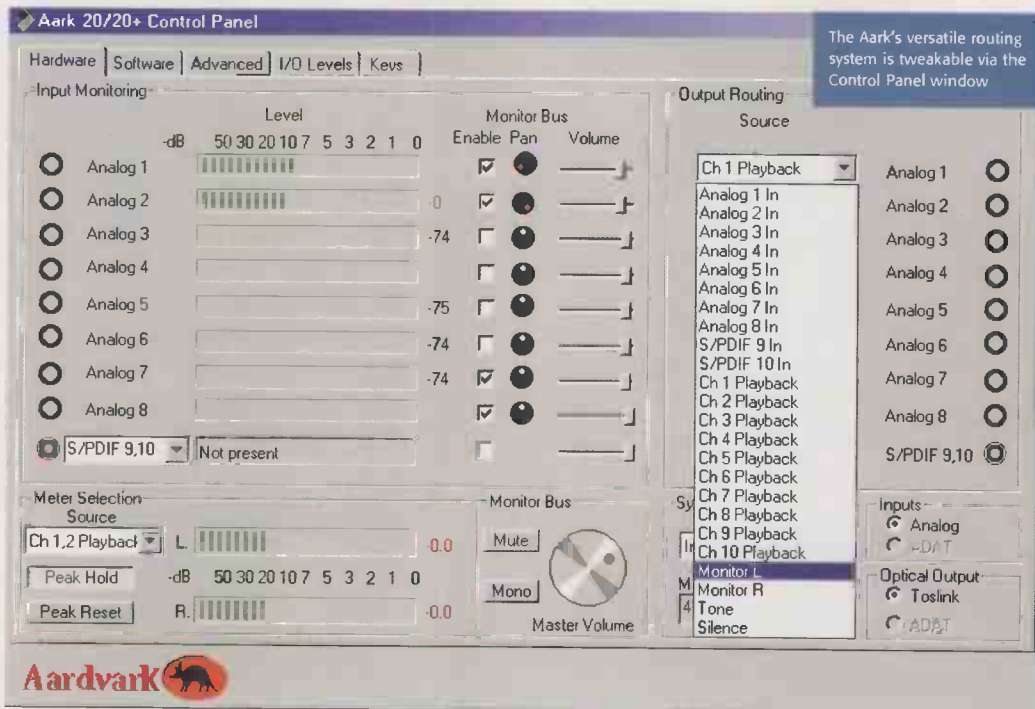 Aark 20/20+ Control Panel
The Aark's versatile routing
system is tweakable via the
Control Panel window
Hardware Software Advanced I/O Levels Keys
Input Monitoring
Level
-dB 50 30 20 10 7 5 3 2 1 0
Monitor Bus
Enable Pan Volume
Analog 1
Analog 2 -0
Analog 3 -74
Analog 4
Analog 5 -75
Analog 6 -74
Analog 7 -74
Analog 8
S/PDIF 9,10 Not present
Output Routing
Source
Ch 1 Playback
Analog 1 In
Analog 2 In
Analog 3 In
Analog 4 In
Analog 5 In
Analog 6 In
Analog 7 In
Analog 8 In
S/PDIF 9 In
S/PDIF 10 In
Ch 1 Playback
Ch 2 Playback
Ch 3 Playback
Ch 4 Playback
Ch 5 Playback
Ch 6 Playback
Ch 7 Playback
Ch 8 Playback
Ch 9 Playback
Ch 10 Playback
Monitor L
Monitor R
Tone
Silence
Analog 1
Analog 2
Analog 3
Analog 4
Analog 5
Analog 6
Analog 7
Analog 8
S/PDIF 9,10
Meter Selection
Source
Ch 1,2 Playback
Peak Hold
Peak Reset
L. -0.0
-dB 50 30 20 10 7 5 3 2 1 0
R. -0.0
Monitor Bus
Mute
Mono
Master Volume
Sy
In
M
4
Inputs
Analog
ADAT
Optical Output
Toslink
ADAT
Aardvark